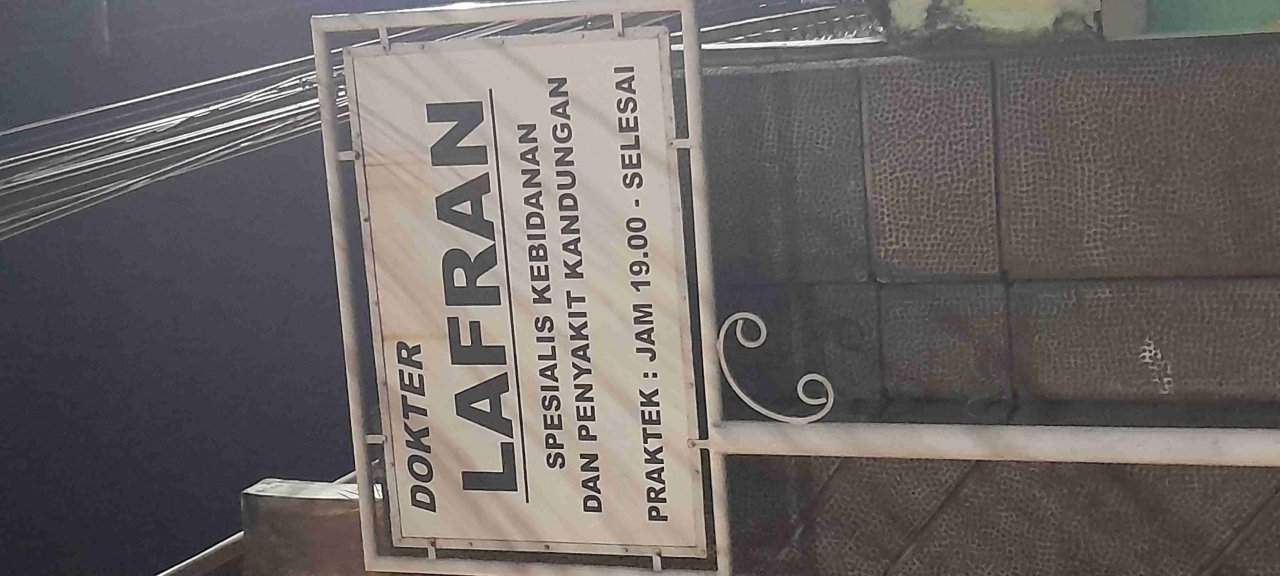 DOKTER
LAFRAN
SPESIALIS KEBIDANAN
DAN PENYAKIT KANDUNGAN
PRAKTEK : JAM 19.00 - SELESAI